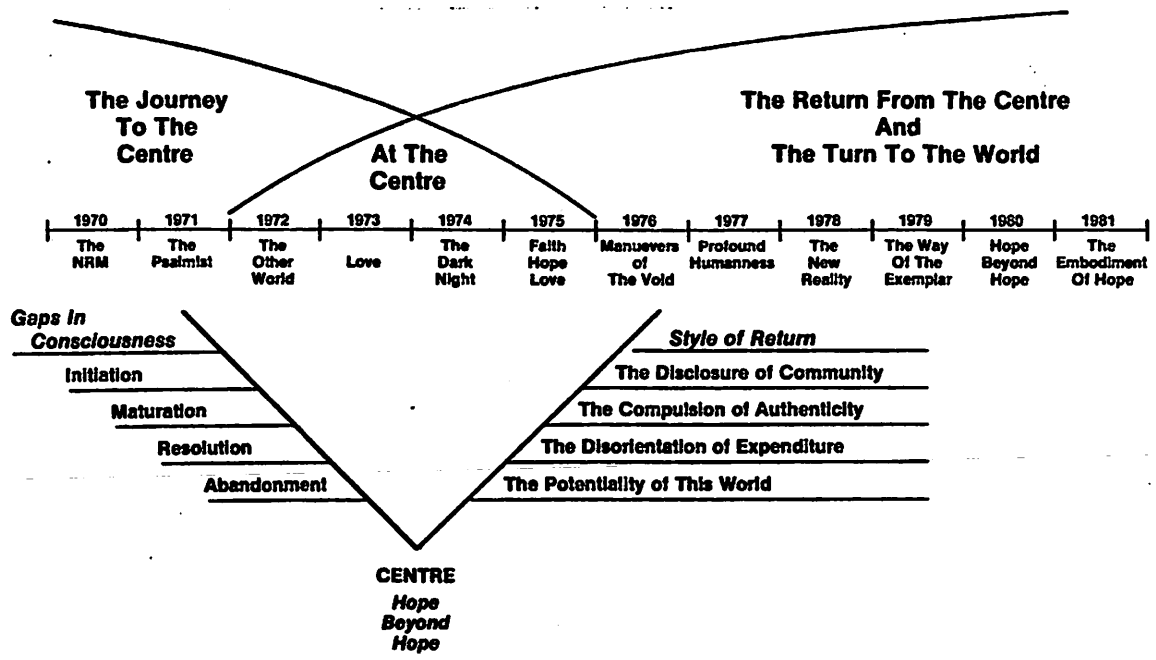 The Journey
To The
Centre
At The
Centre
The Return From The Centre
And
The Turn To The World
1970 1971 1972 1973 1974 1975 1976 1977 1978 1979 1980 1981
The
NRM
The
Psalmist
The
Other
World
Love
The
Dark
Night
Faith
Hope
Love
Manuevers
of
The Void
Profound
Humanness
The
New
Reality
The Way
Of The
Exemplar
Hope
Beyond
Hope
The
Embodiment
Of Hope
Gaps In
Consciousness
Initiation
Maturation
Resolution
Abandonment
Style of Return
The Disclosure of Community
The Compulsion of Authenticity
The Disorientation of Expenditure
The Potentiality of This World
CENTRE
Hope
Beyond
Hope